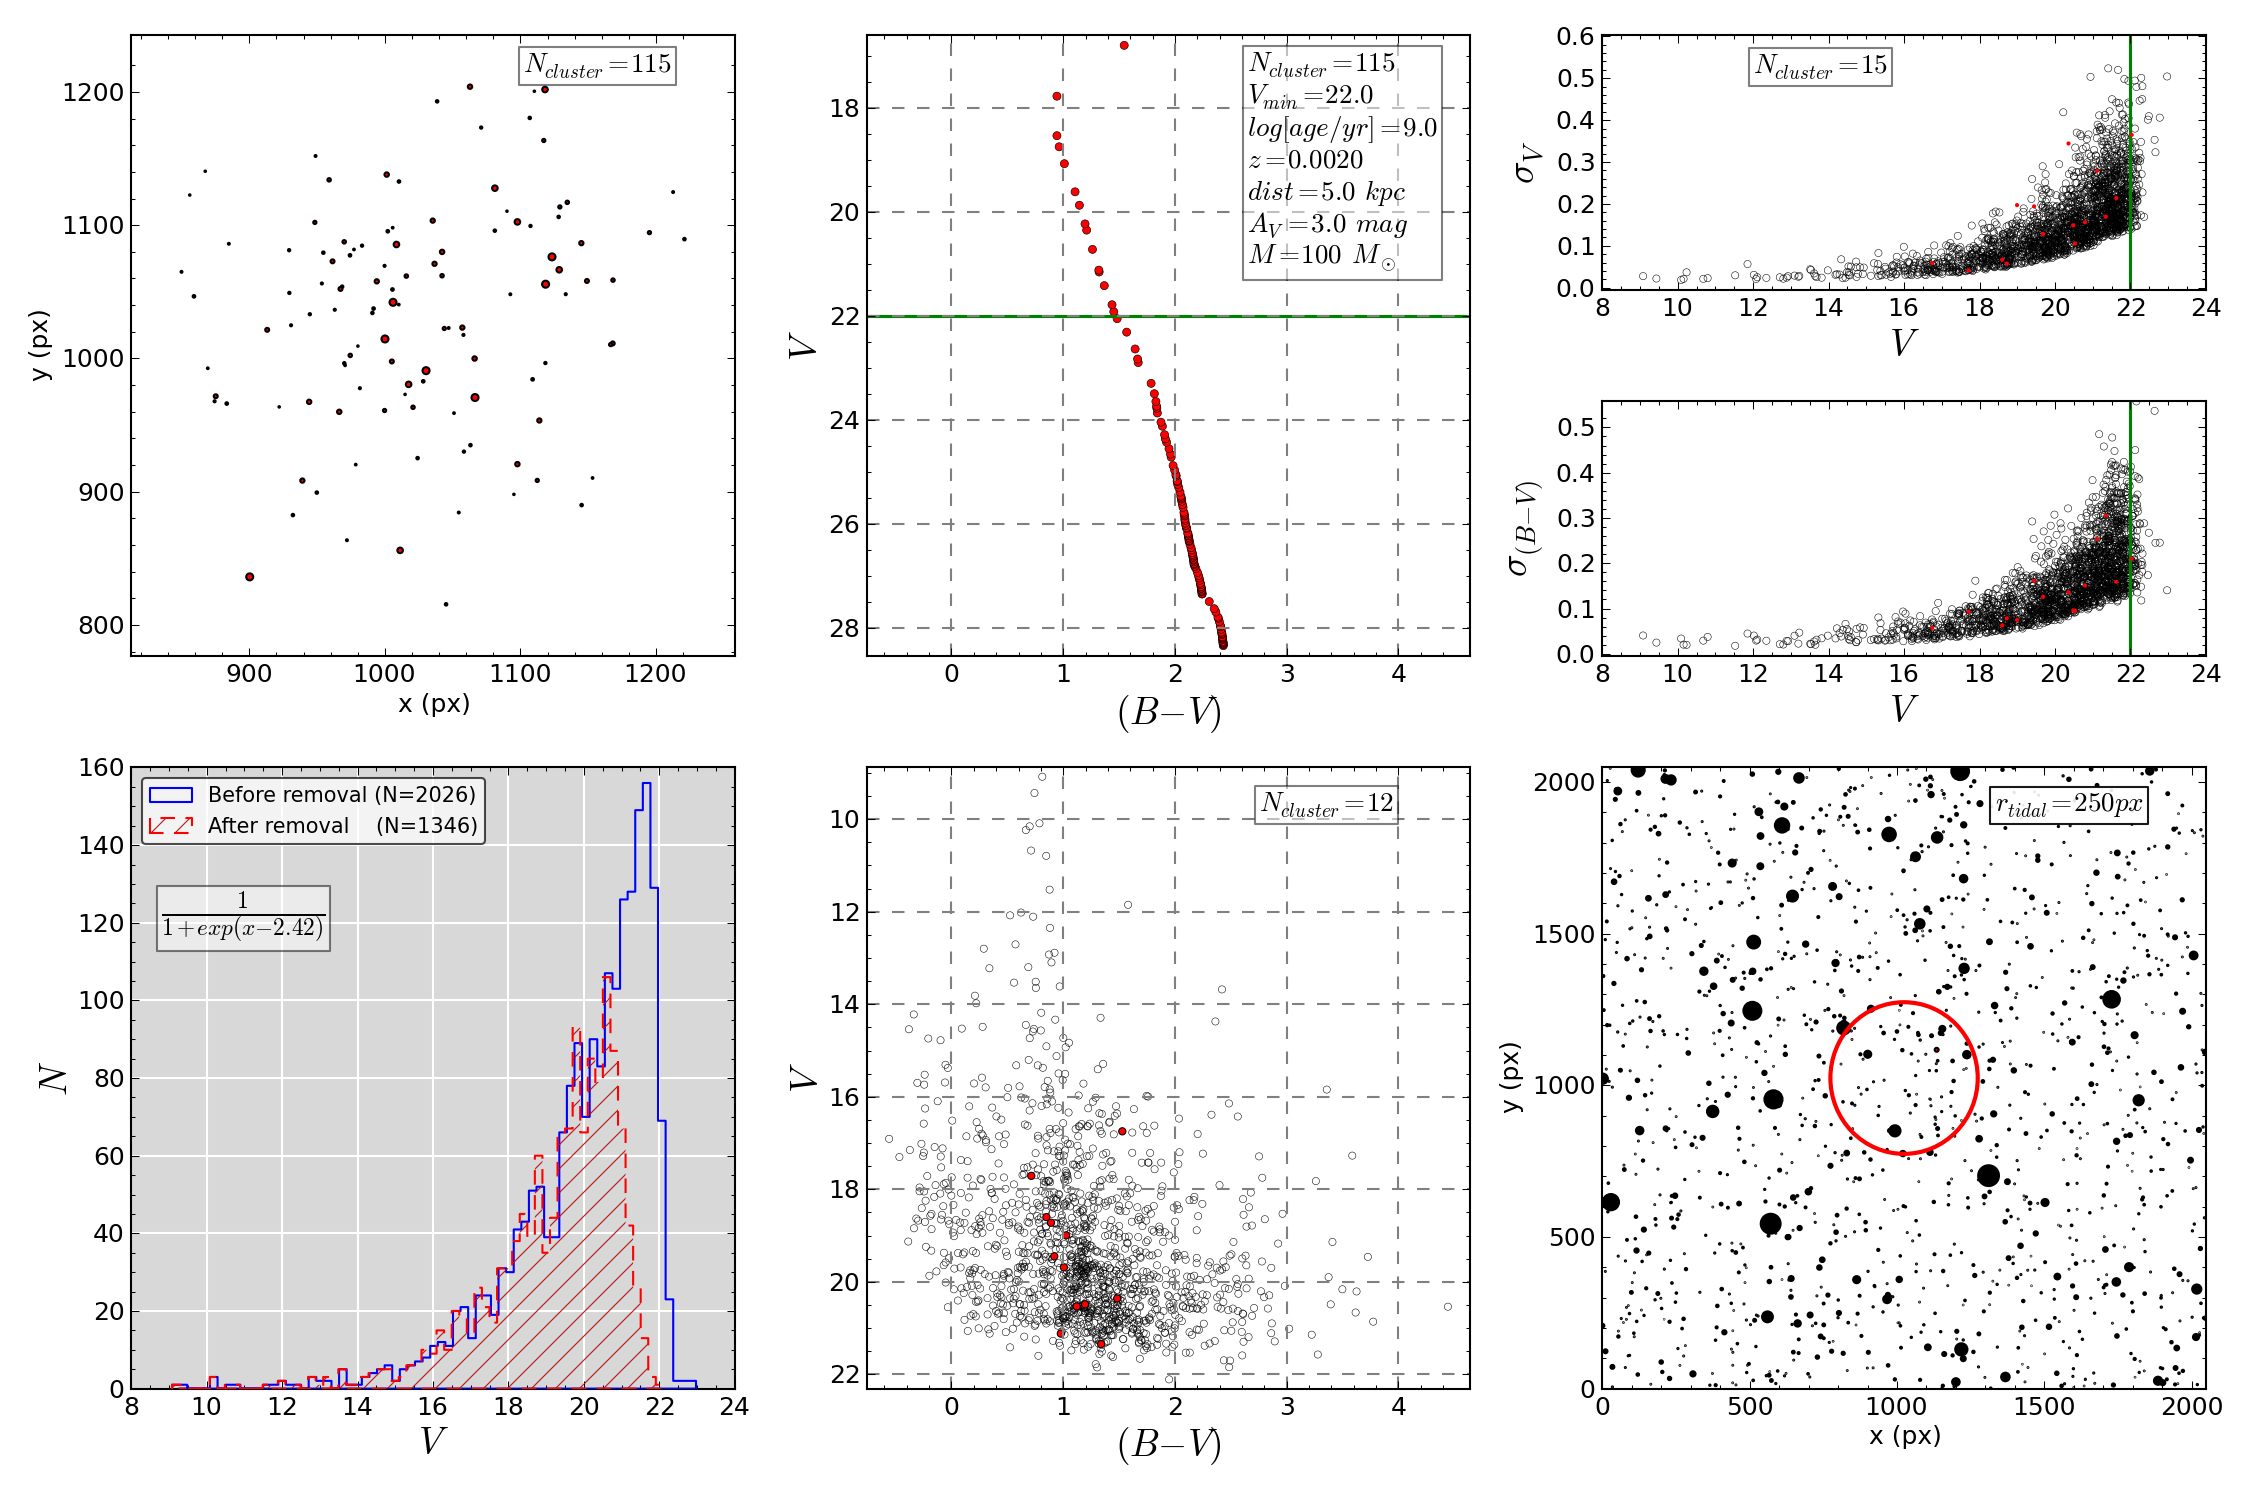 N_cluster=115
1200
1100
1000
900
800
y (px)
900 1000 1100 1200
x (px)
N_cluster=115
V_min=22.0
log[age/yr]=9.0
z=0.0020
dist=5.0 kpc
A_V=3.0 mag
M=100 M_⊙
18
20
22
24
26
28
V
0 1 2 3 4
(B−V)
N_cluster=15
0.6
0.5
0.4
0.3
0.2
0.1
0.0
σ_V
8 10 12 14 16 18 20 22 24
V
0.5
0.4
0.3
0.2
0.1
0.0
σ_(B−V)
8 10 12 14 16 18 20 22 24
V
160
140
120
100
80
60
40
20
0
N
Before removal (N=2026)
After removal (N=1346)
1
1+exp(x−2.42)
8 10 12 14 16 18 20 22 24
V
N_cluster=12
10
12
14
16
18
20
22
V
0 1 2 3 4
(B−V)
r_tidal=250px
2000
1500
1000
500
0
y (px)
0 500 1000 1500 2000
x (px)